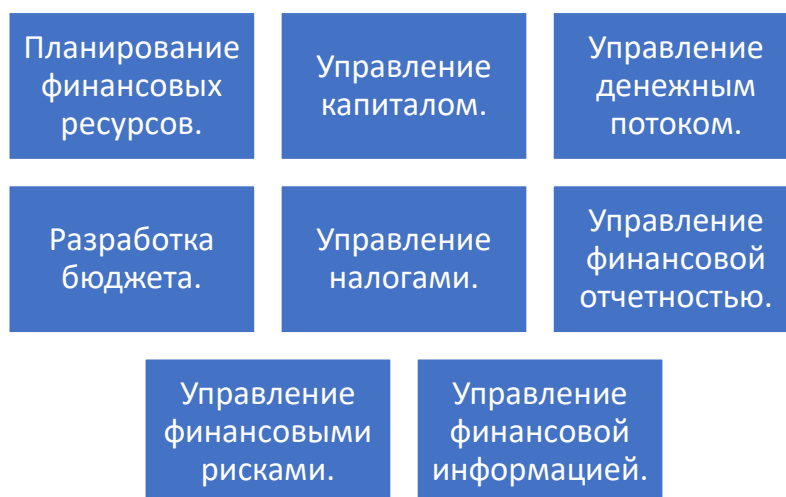 Планирование
финансовых
ресурсов.
Управление
капиталом.
Управление
денежным
потоком.
Разработка
бюджета.
Управление
налогами.
Управление
финансовой
отчетностью.
Управление
финансовыми
рисками.
Управление
финансовой
информацией.